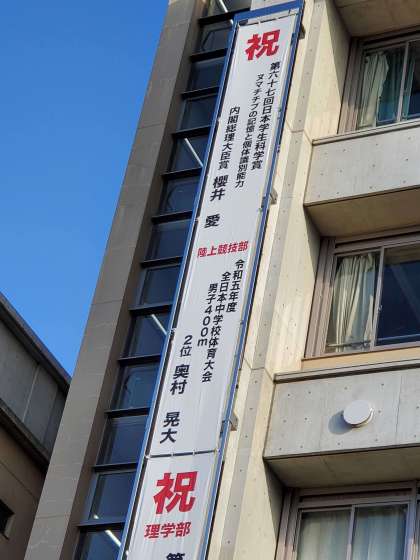 祝
第六十七回日本学生科学賞
ヌマチチブの記憶と個体識別能力
内閣総理大臣賞 櫻井 愛
陸上競技部
令和五年度
全日本中学校体育大会
男子400m
2位 奥村 晃大
祝
理学部
第